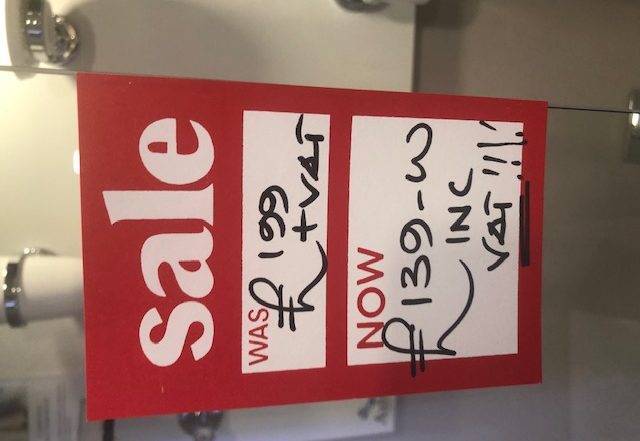 sale
WAS £199
+ VAT
NOW
£139-00
INC
VAT!!!